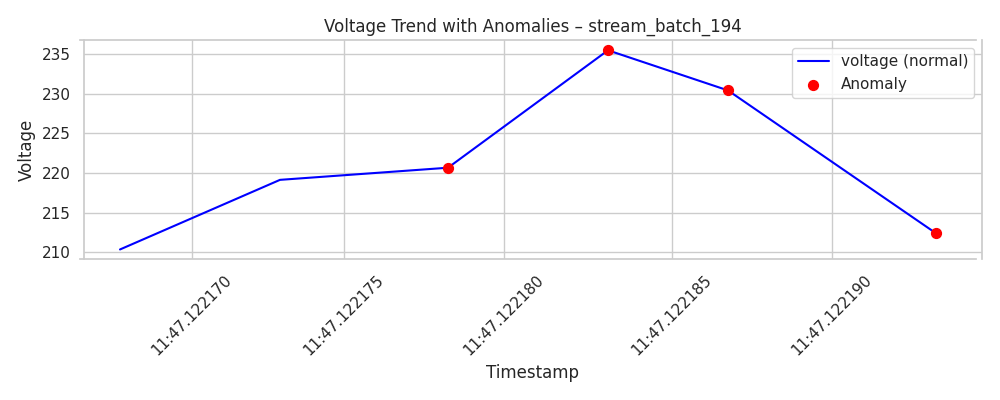 Voltage Trend with Anomalies – stream_batch_194
235
230
225
220
215
210
Voltage
voltage (normal)
Anomaly
11:47.122170
11:47.122175
11:47.122180
11:47.122185
11:47.122190
Timestamp